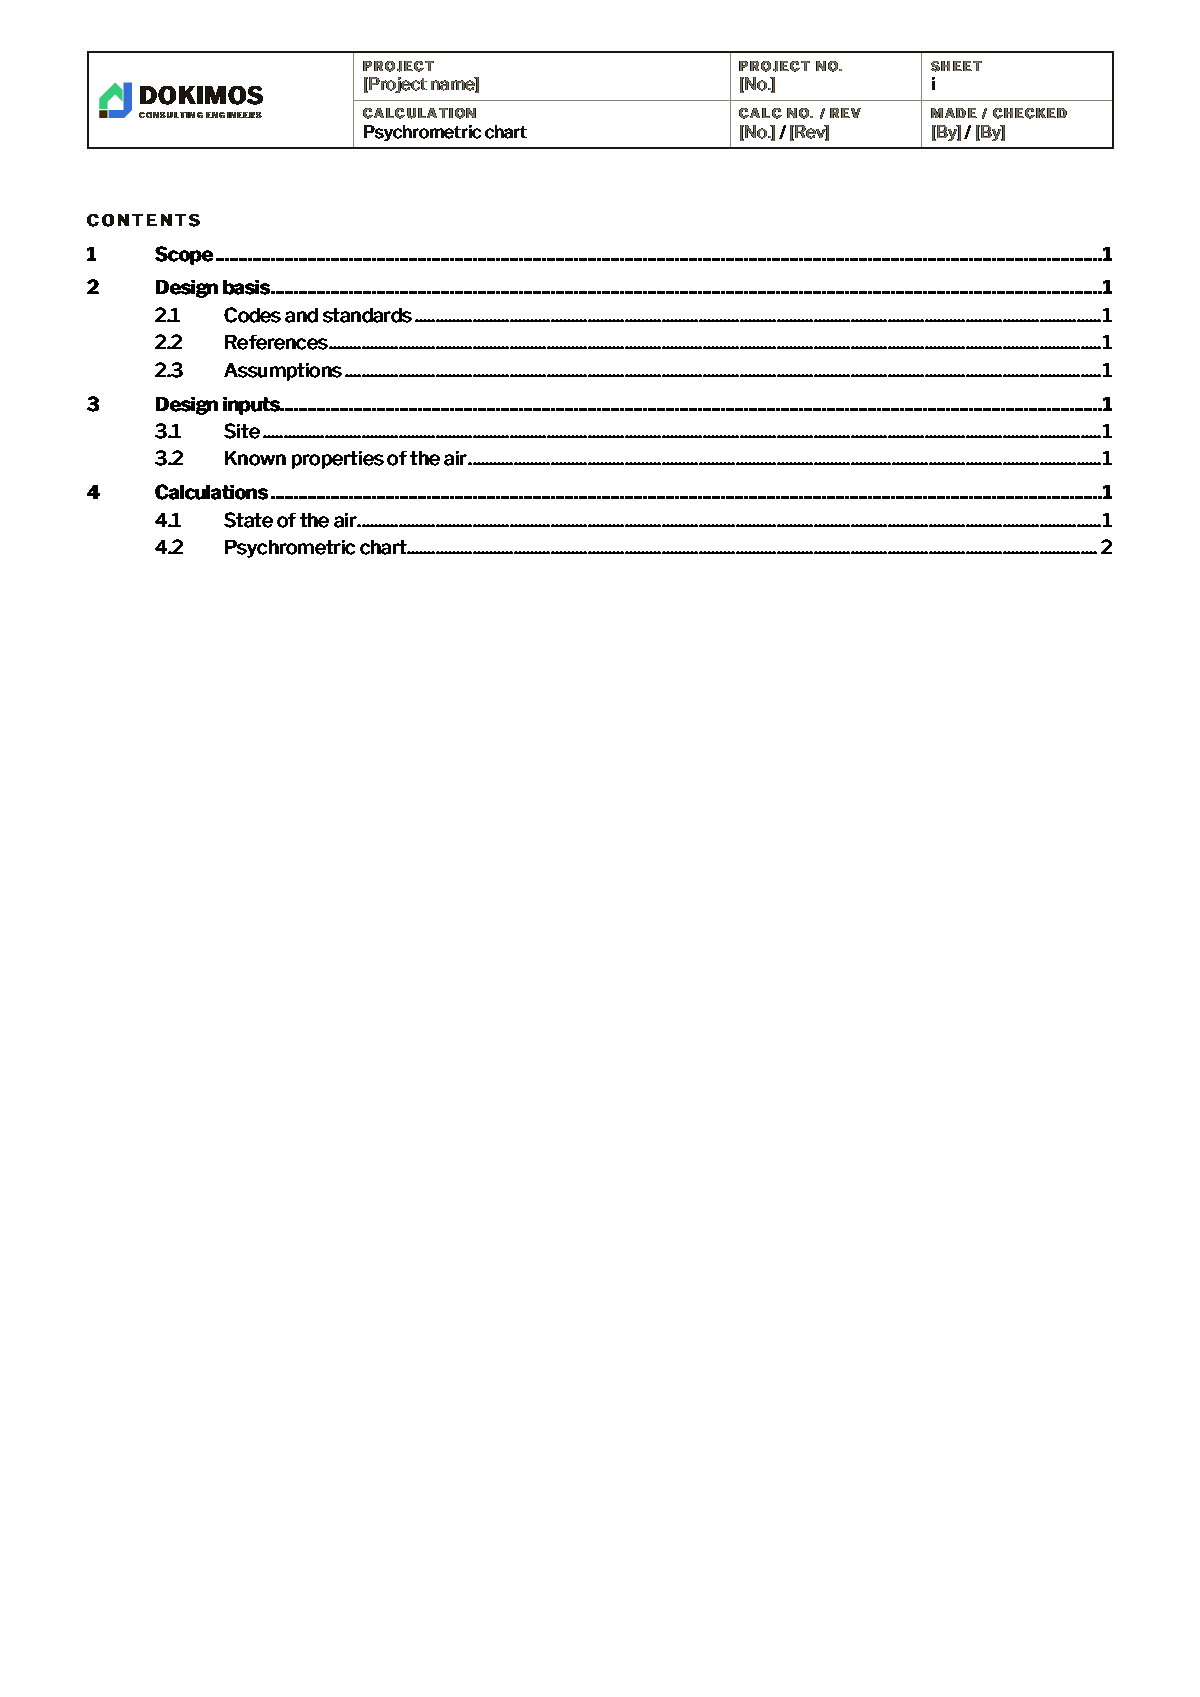 DOKIMOS
CONSULTING ENGINEERS
PROJECT
[Project name]
PROJECT NO.
[No.]
SHEET
i
CALCULATION
Psychrometric chart
CALC NO. / REV
[No.] / [Rev]
MADE / CHECKED
[By] / [By]
CONTENTS
1 Scope 1
2 Design basis 1
2.1 Codes and standards 1
2.2 References 1
2.3 Assumptions 1
3 Design inputs 1
3.1 Site 1
3.2 Known properties of the air 1
4 Calculations 1
4.1 State of the air 1
4.2 Psychrometric chart 2